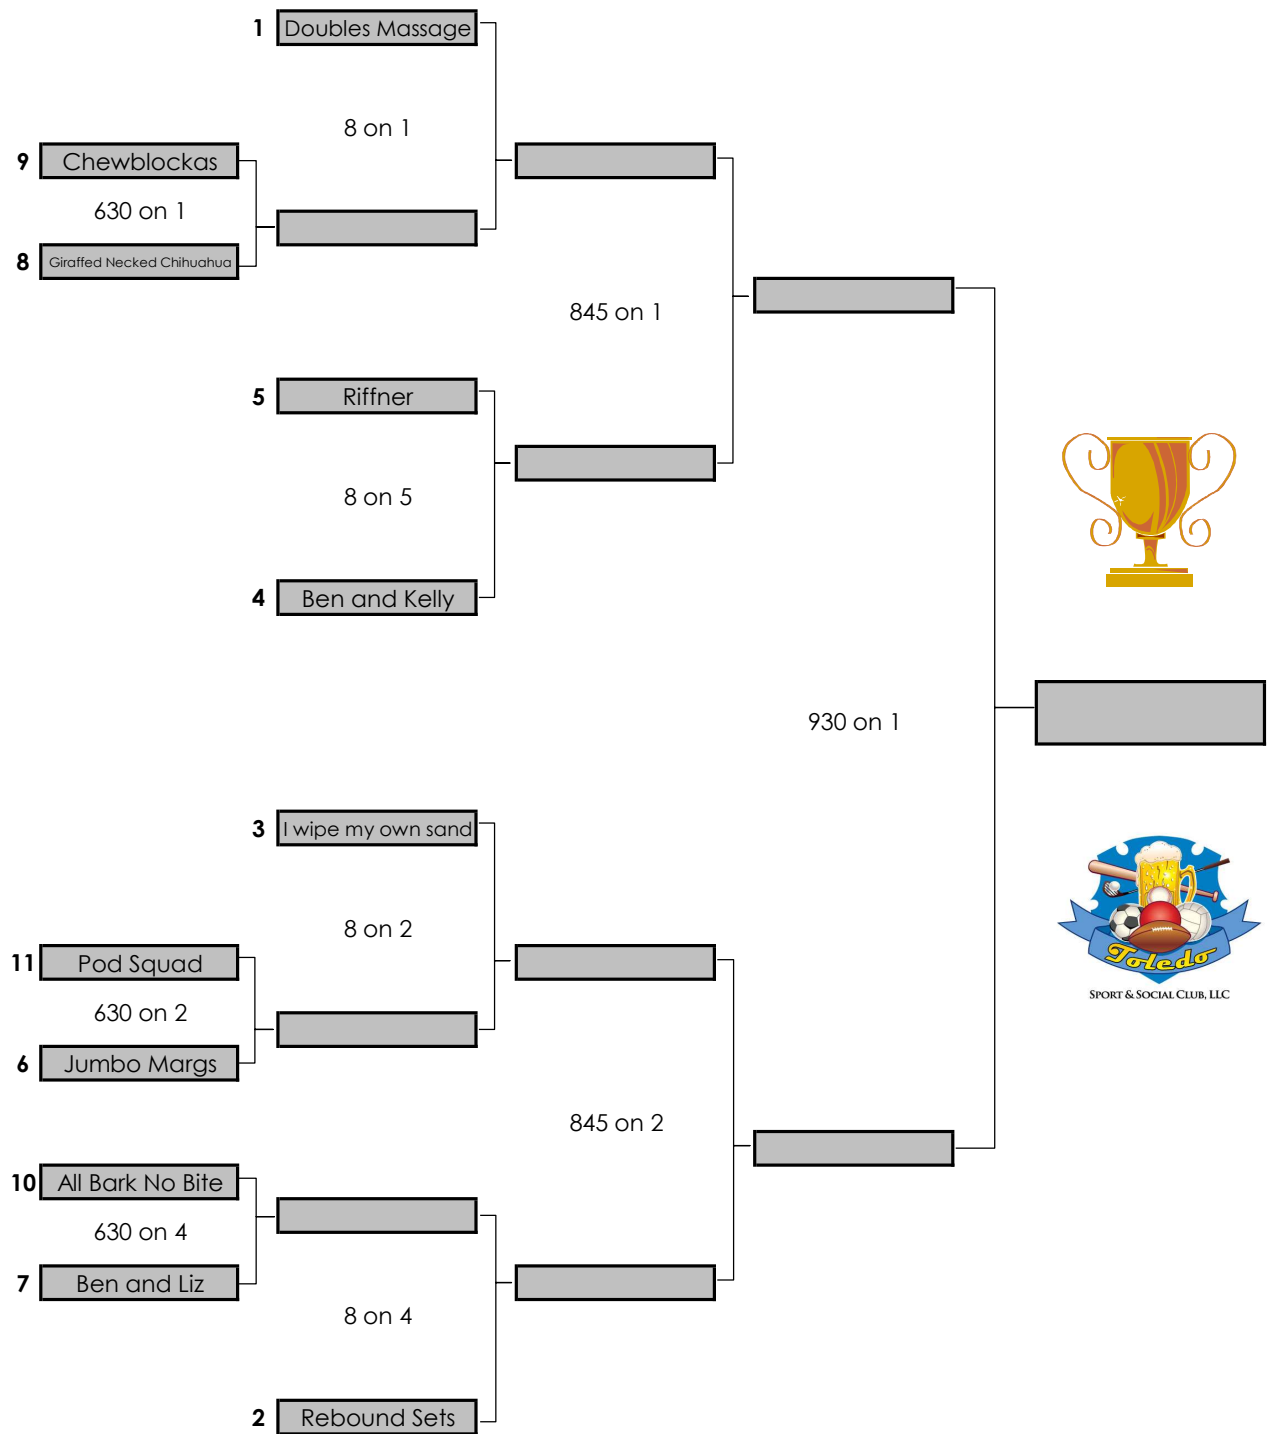 1 Doubles Massage
8 on 1
9 Chewblockas
630 on 1
8 Giraffed Necked Chihuahua
845 on 1
5 Riffner
8 on 5
4 Ben and Kelly
930 on 1
3 I wipe my own sand
8 on 2
11 Pod Squad
630 on 2
6 Jumbo Margs
845 on 2
10 All Bark No Bite
630 on 4
7 Ben and Liz
8 on 4
2 Rebound Sets
Toledo
SPORT & SOCIAL CLUB, LLC